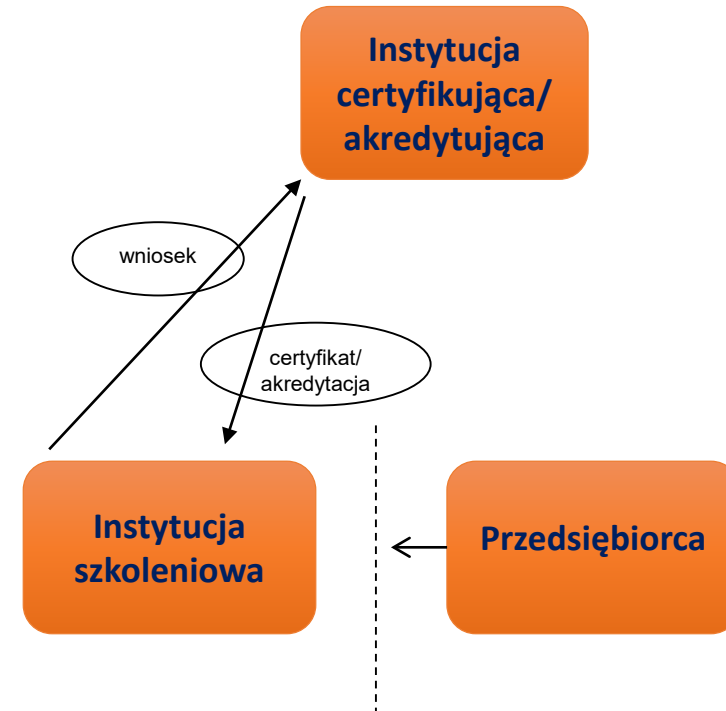 Instytucja
certyfikująca/
akredytująca
wniosek
certyfikat/
akredytacja
Instytucja
szkoleniowa
Przedsiębiorca